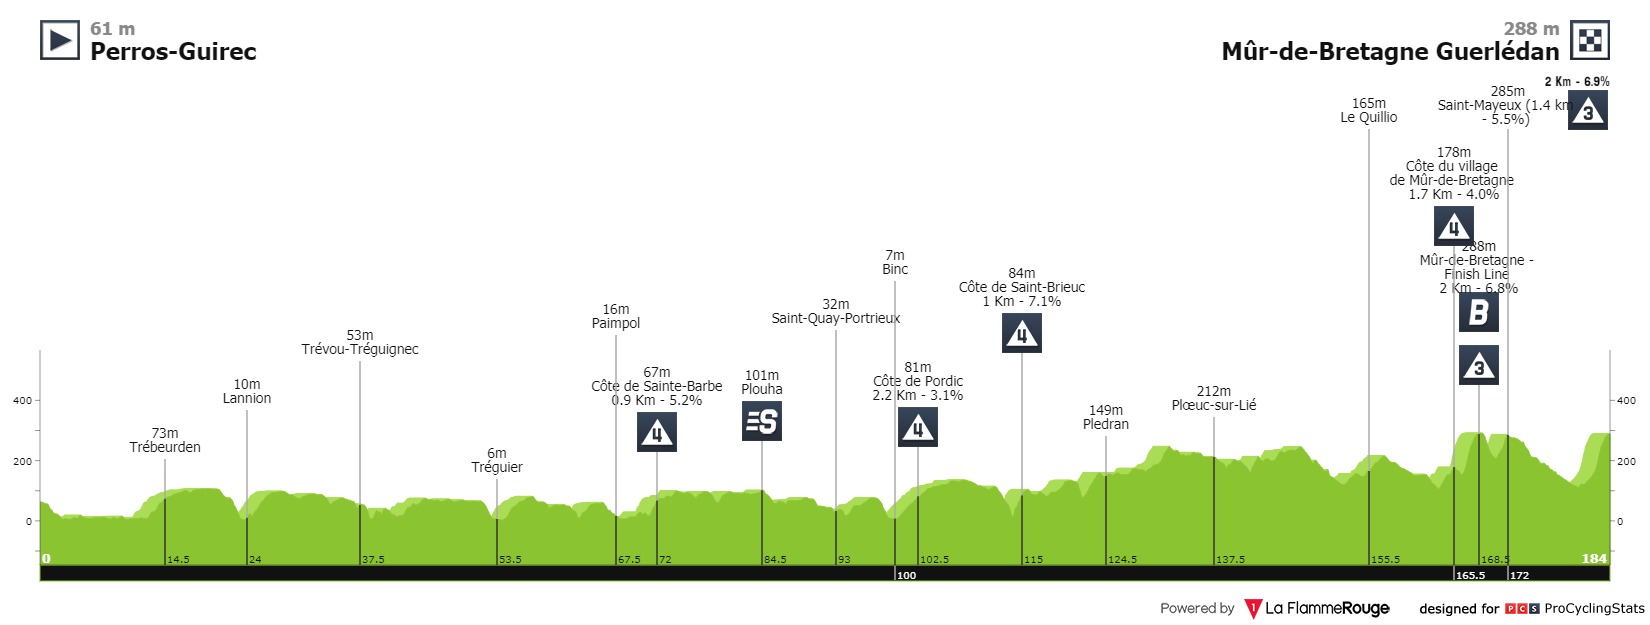 61 m
Perros-Guirec
288 m
Mûr-de-Bretagne Guerlédan
2 Km - 6.9%
3
285m
Saint-Mayeux (1.4 km
- 5.5%)
165m
Le Quillio
178m
Côte du village
de Mûr-de-Bretagne
1.7 Km - 4.0%
4
288m
Mûr-de-Bretagne -
Finish Line
2 Km - 6.8%
B
3
7m
Binc
84m
Côte de Saint-Brieuc
1 Km - 7.1%
4
32m
Saint-Quay-Portrieux
16m
Paimpol
53m
Trévou-Tréguignec
67m
Côte de Sainte-Barbe
0.9 Km - 5.2%
4
101m
Plouha
S
81m
Côte de Pordic
2.2 Km - 3.1%
4
10m
Lannion
212m
Plœuc-sur-Lié
149m
Pledran
73m
Trébeurden
6m
Tréguier
400
200
0
400
200
0
0 14.5 24 37.5 53.5 67.5 72 84.5 93 102.5 115 124.5 137.5 155.5 168.5 184
100 165.5 172
Powered by 1 La FlammeRouge designed for PCS ProCyclingStats